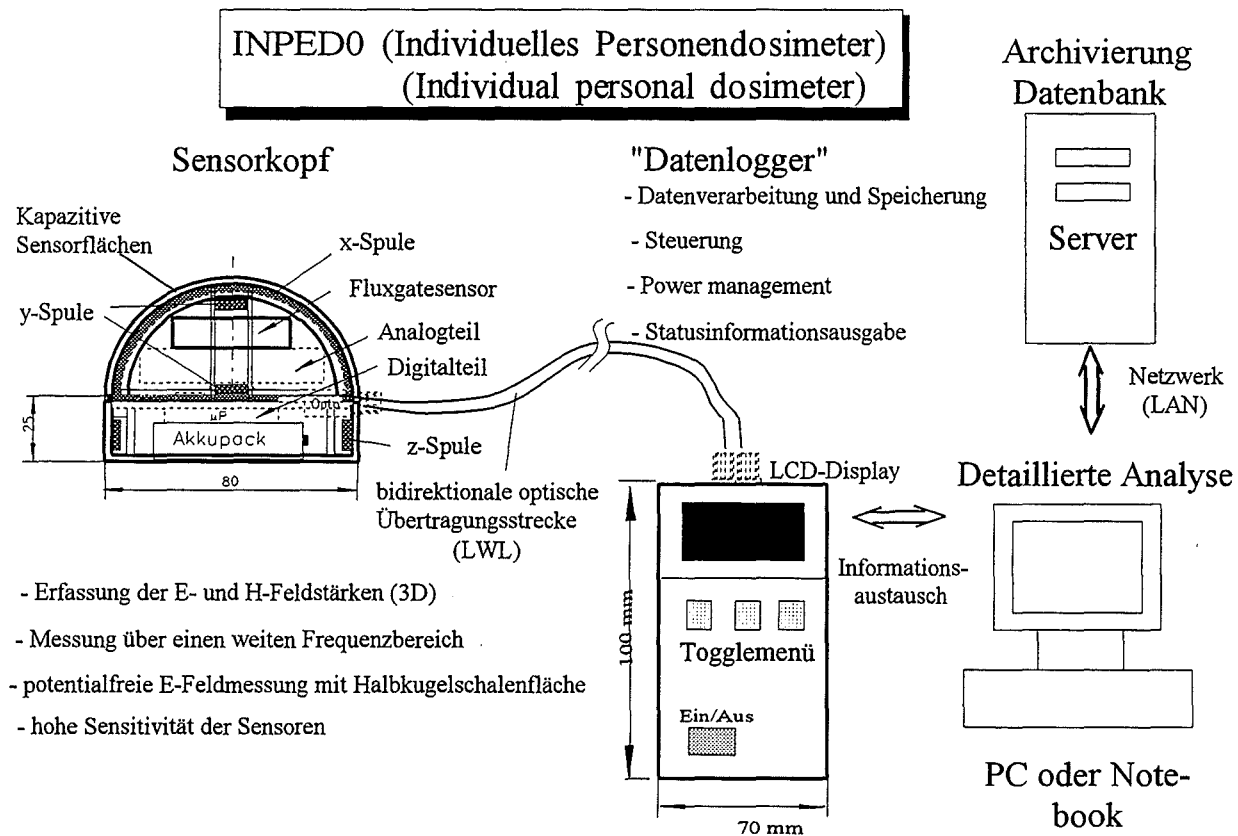 INPED0 (Individuelles Personendosimeter)
(Individual personal dosimeter)
Archivierung
Datenbank
Server
Netzwerk
(LAN)
Sensorkopf
Kapazitive
Sensorflächen
x-Spule
Fluxgatesensor
y-Spule
Analogteil
Digitalteil
Opto
µP
Akkupack
z-Spule
25
80
bidirektionale optische
Übertragungsstrecke
(LWL)
"Datenlogger"
- Datenverarbeitung und Speicherung
- Steuerung
- Power management
- Statusinformationsausgabe
LCD-Display
Togglemenü
Ein/Aus
100 mm
70 mm
Informations-
austausch
Detaillierte Analyse
PC oder Note-
book
- Erfassung der E- und H-Feldstärken (3D)
- Messung über einen weiten Frequenzbereich
- potentialfreie E-Feldmessung mit Halbkugelschalenfläche
- hohe Sensitivität der Sensoren